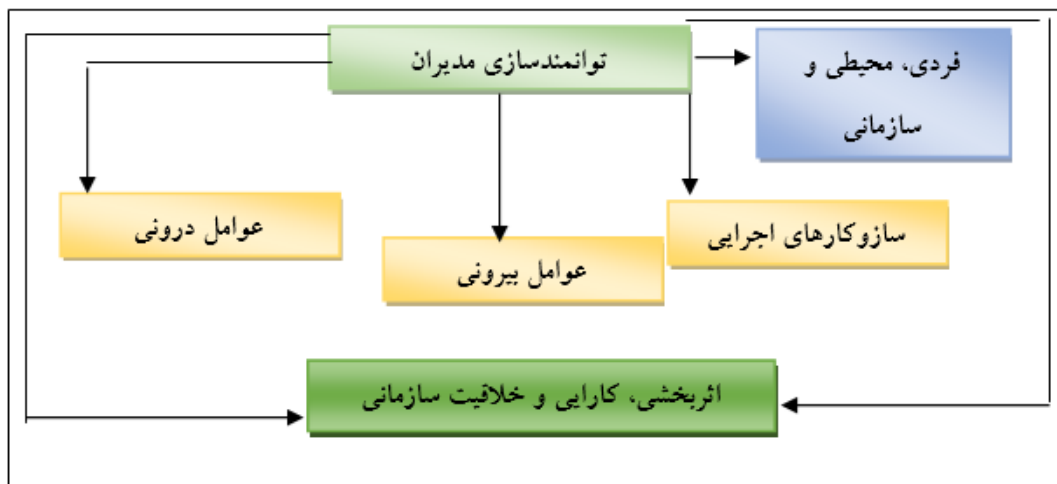 توانمندسازی مدیران
فردی، محیطی و
سازمانی
سازوکارهای اجرایی
عوامل بیرونی
عوامل درونی
اثربخشی، کارایی و خلاقیت سازمانی